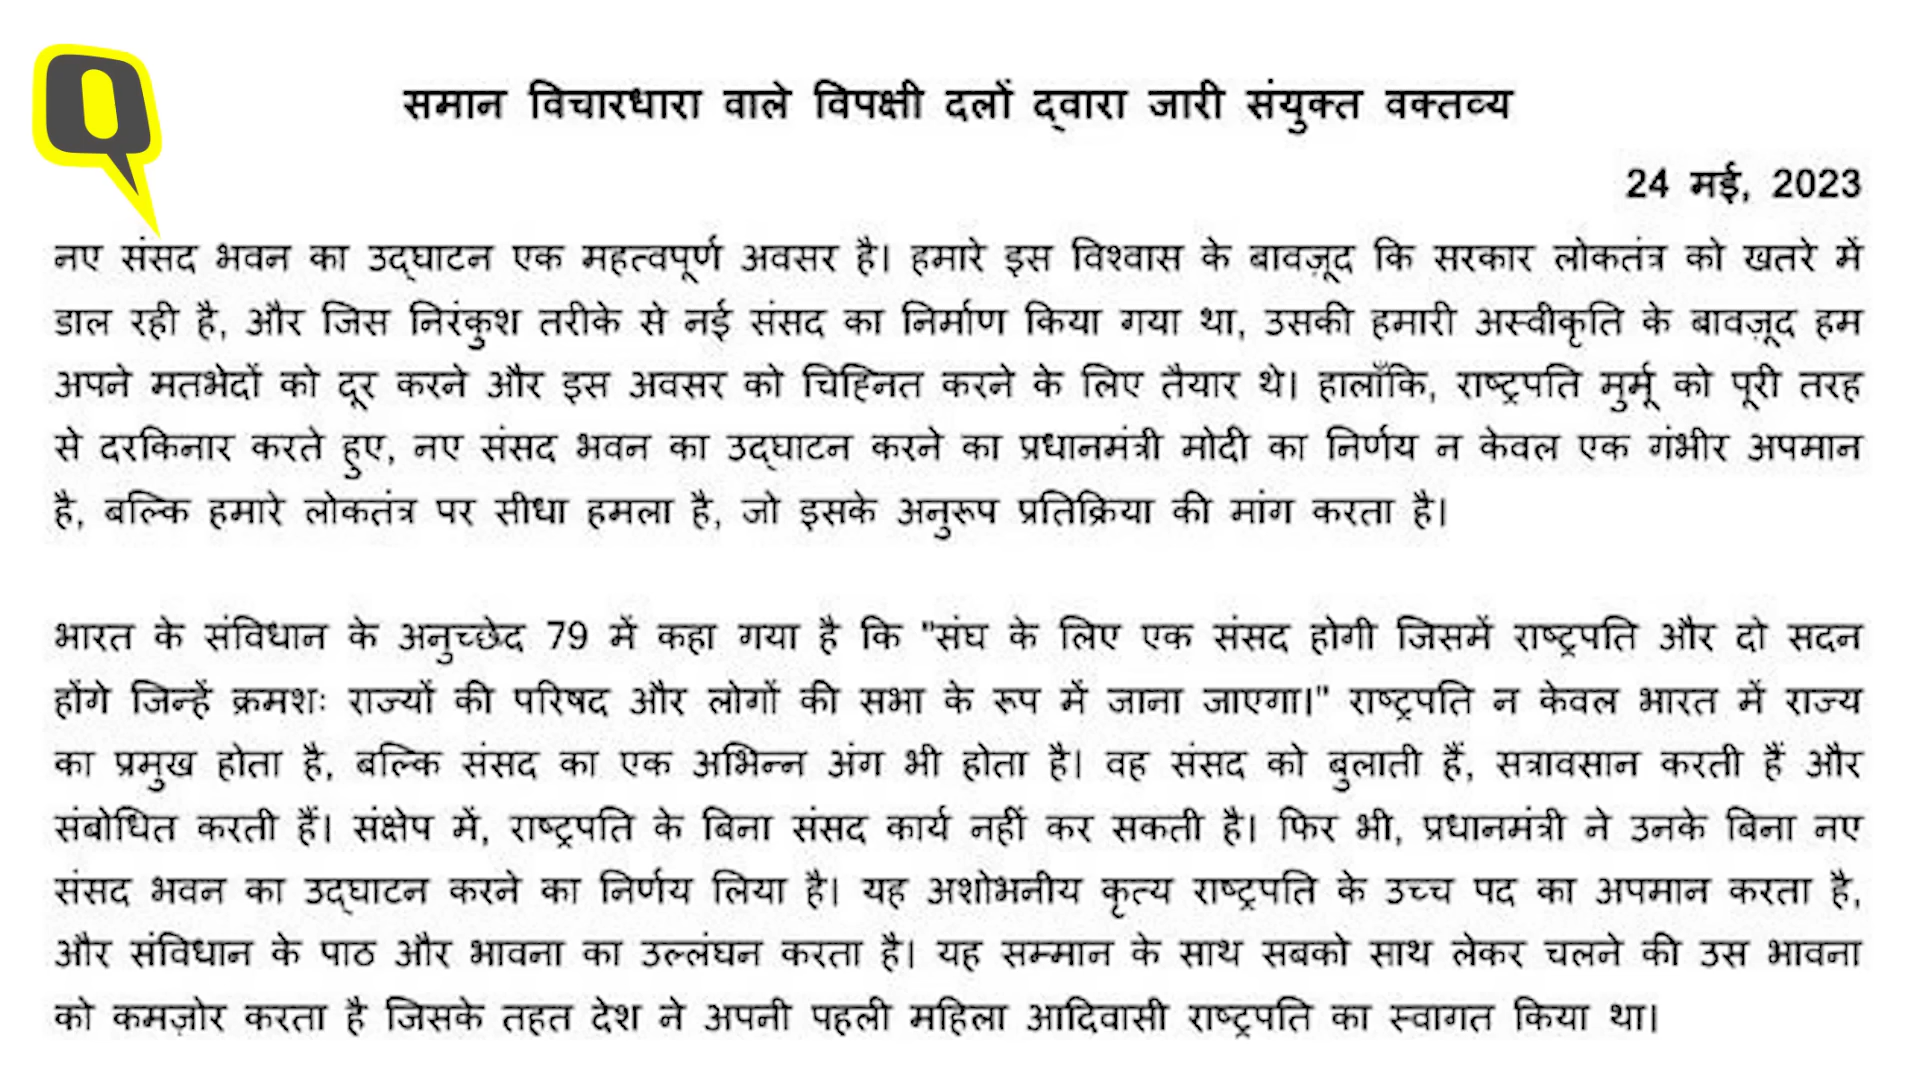 Q
समान विचारधारा वाले विपक्षी दलों द्वारा जारी संयुक्त वक्तव्य
24 मई, 2023
नए संसद भवन का उद्घाटन एक महत्वपूर्ण अवसर है। हमारे इस विश्वास के बावजूद कि सरकार लोकतंत्र को खतरे में
डाल रही है, और जिस निरंकुश तरीके से नई संसद का निर्माण किया गया था, उसकी हमारी अस्वीकृति के बावज़ूद हम
अपने मतभेदों को दूर करने और इस अवसर को चिह्नित करने के लिए तैयार थे। हालाँकि, राष्ट्रपति मुर्मू को पूरी तरह
से दरकिनार करते हुए, नए संसद भवन का उद्घाटन करने का प्रधानमंत्री मोदी का निर्णय न केवल एक गंभीर अपमान
है, बल्कि हमारे लोकतंत्र पर सीधा हमला है, जो इसके अनुरूप प्रतिक्रिया की मांग करता है।
भारत के संविधान के अनुच्छेद 79 में कहा गया है कि "संघ के लिए एक संसद होगी जिसमें राष्ट्रपति और दो सदन
होंगे जिन्हें क्रमशः राज्यों की परिषद और लोगों की सभा के रूप में जाना जाएगा।" राष्ट्रपति न केवल भारत में राज्य
का प्रमुख होता है, बल्कि संसद का एक अभिन्न अंग भी होता है। वह संसद को बुलाती हैं, सत्रावसान करती हैं और
संबोधित करती हैं। संक्षेप में, राष्ट्रपति के बिना संसद कार्य नहीं कर सकती है। फिर भी, प्रधानमंत्री ने उनके बिना नए
संसद भवन का उद्घाटन करने का निर्णय लिया है। यह अशोभनीय कृत्य राष्ट्रपति के उच्च पद का अपमान करता है,
और संविधान के पाठ और भावना का उल्लंघन करता है। यह सम्मान के साथ सबको साथ लेकर चलने की उस भावना
को कमज़ोर करता है जिसके तहत देश ने अपनी पहली महिला आदिवासी राष्ट्रपति का स्वागत किया था।